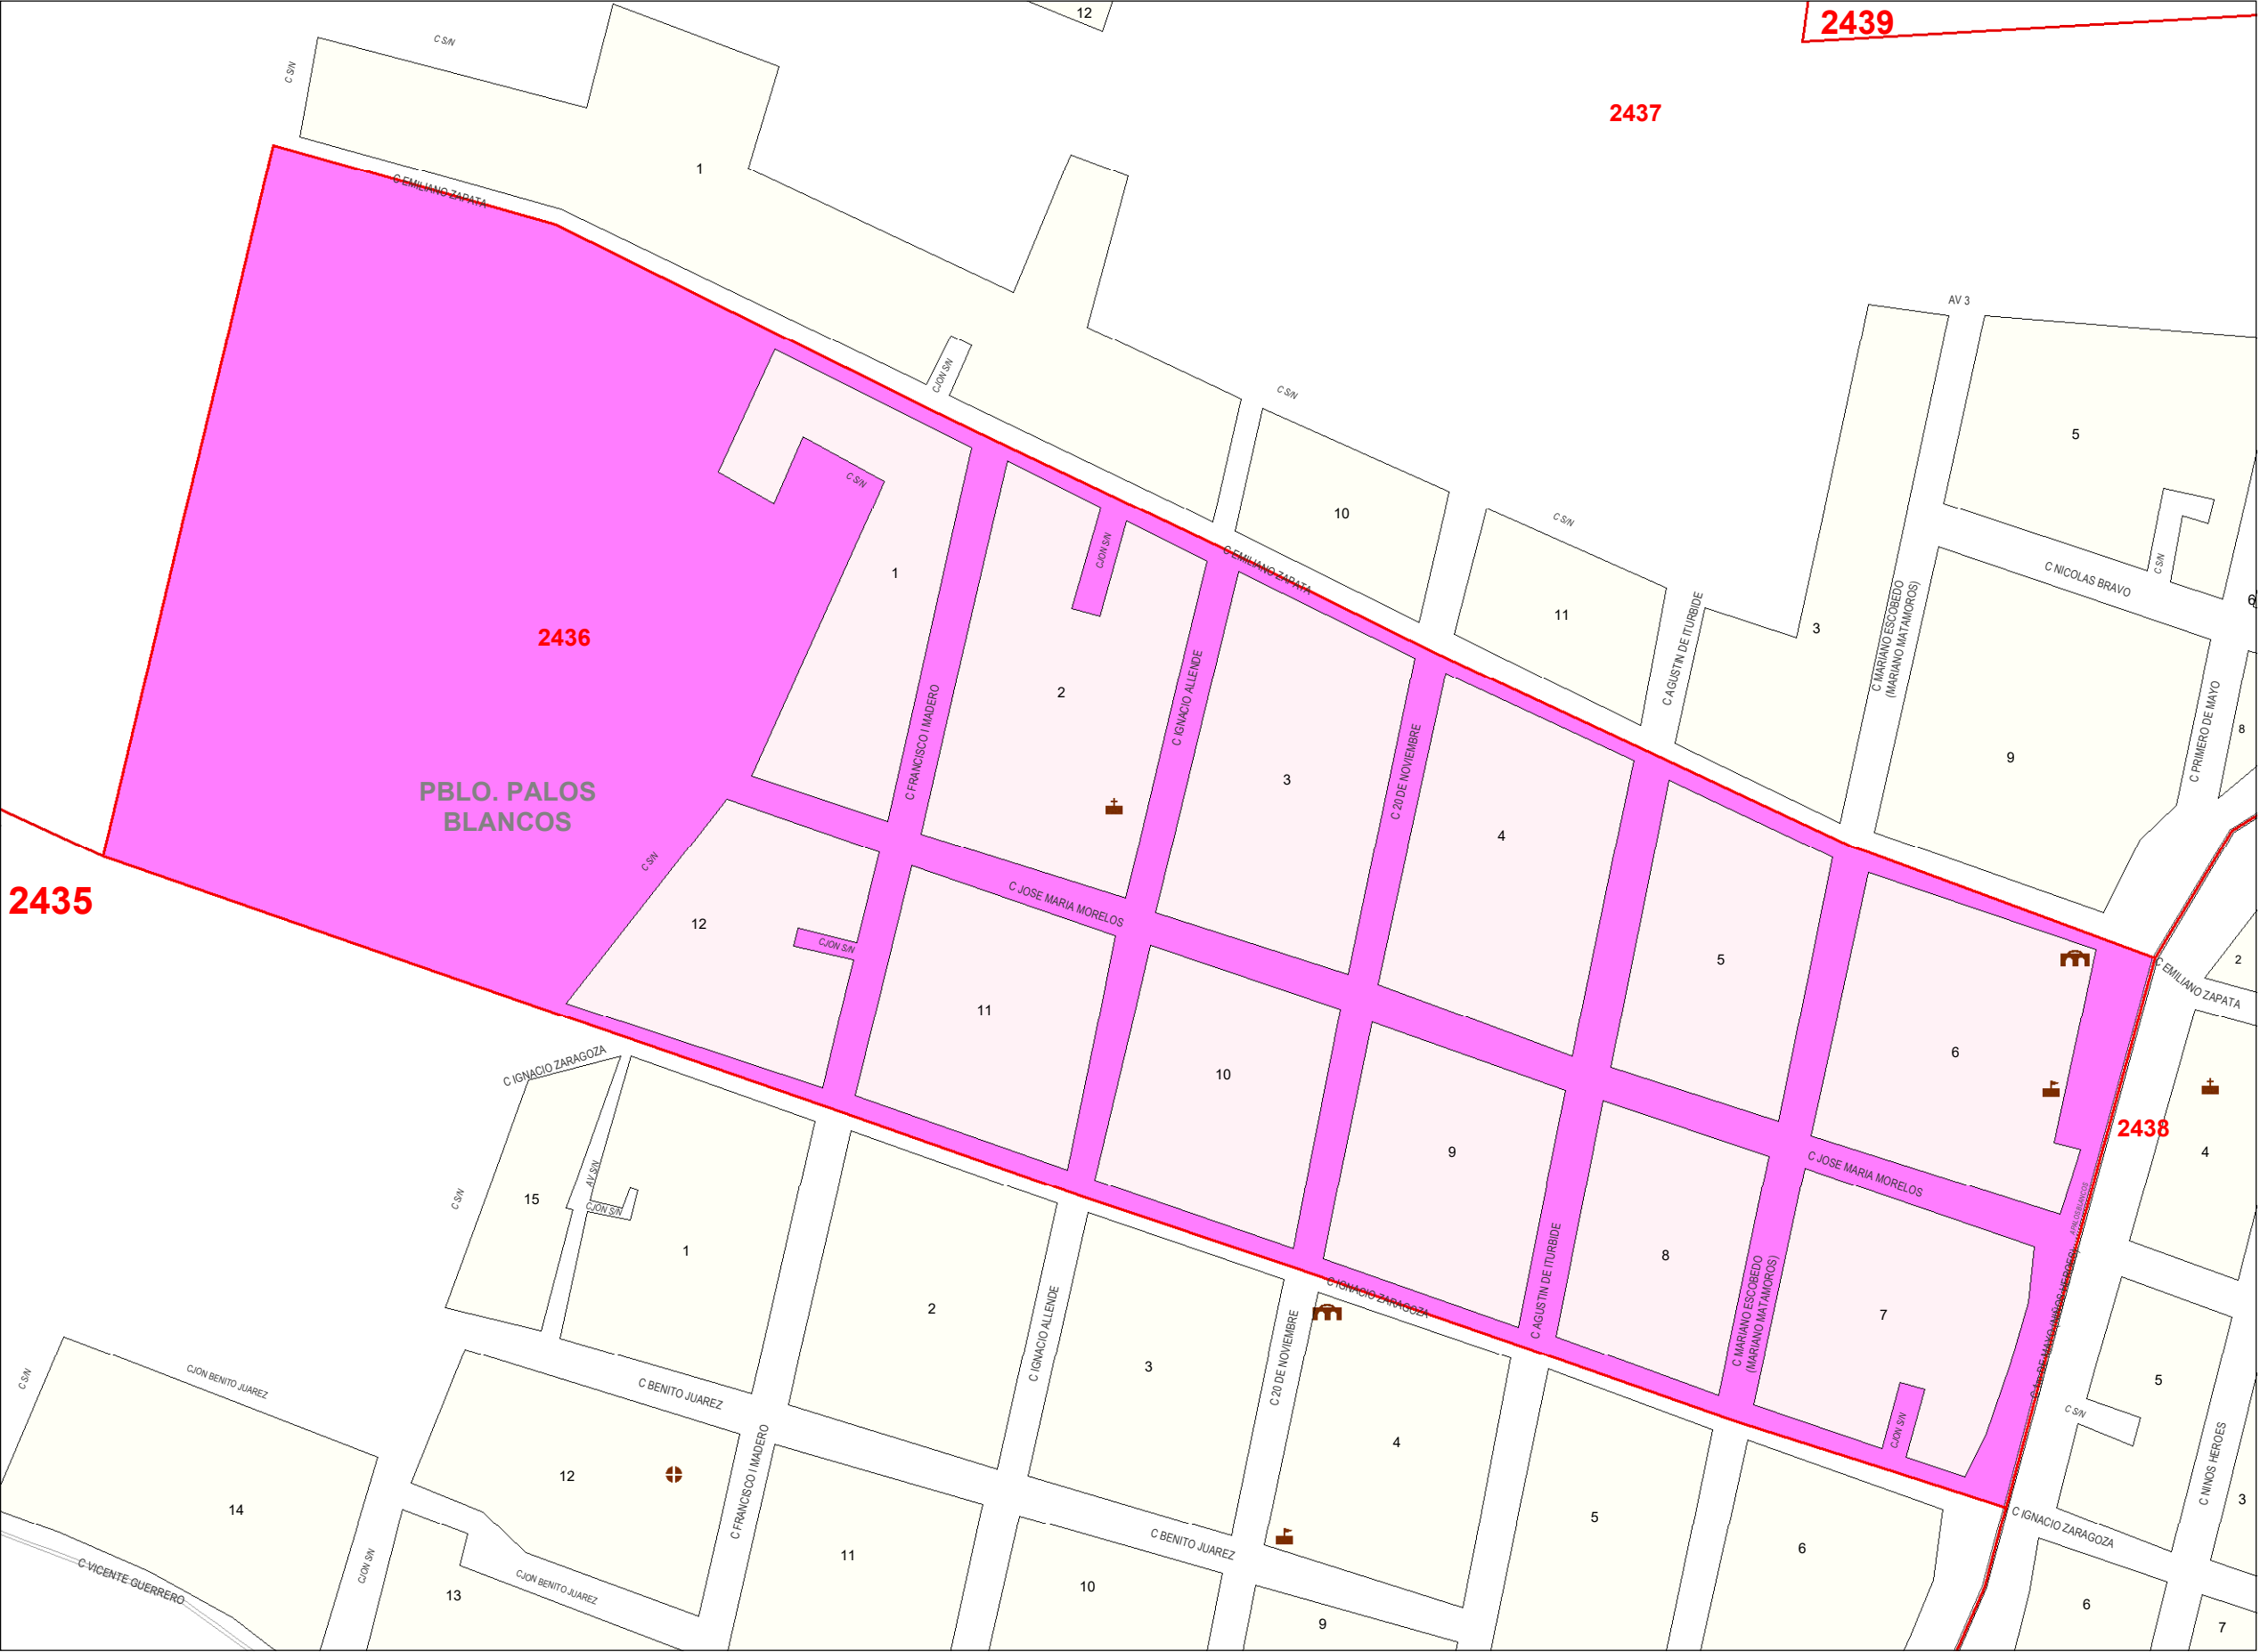 12
2439
C S/N
C S/N
2437
1
C EMILIANO ZAPATA
AV 3
CJON S/N
C S/N
5
C S/N
10
C S/N
CJON S/N
C EMILIANO ZAPATA
C S/N
C NICOLAS BRAVO
1
6
11
3
C AGUSTIN DE ITURBIDE
C MARIANO ESCOBEDO
(MARIANO MATAMOROS)
2436
2
C IGNACIO ALLENDE
C FRANCISCO I MADERO
C PRIMERO DE MAYO
8
9
3
C 20 DE NOVIEMBRE
PBLO. PALOS
BLANCOS
4
C S/N
2435
C JOSE MARIA MORELOS
12
CJON S/N
5
2
C EMILIANO ZAPATA
11
6
C IGNACIO ZARAGOZA
10
2438
4
9
C JOSE MARIA MORELOS
AV S/N
C S/N
15
CJON S/N
1
8
C IGNACIO ZARAGOZA
C AGUSTIN DE ITURBIDE
C MARIANO ESCOBEDO
(MARIANO MATAMOROS)
7
2
C IGNACIO ALLENDE
3
C 20 DE NOVIEMBRE
C S/N
CJON BENITO JUAREZ
C BENITO JUAREZ
5
C S/N
CJON S/N
4
C FRANCISCO I MADERO
12
C NINOS HEROES
3
14
5
C IGNACIO ZARAGOZA
C BENITO JUAREZ
6
11
CJON S/N
C VICENTE GUERRERO
13
CJON BENITO JUAREZ
10
9
6
7